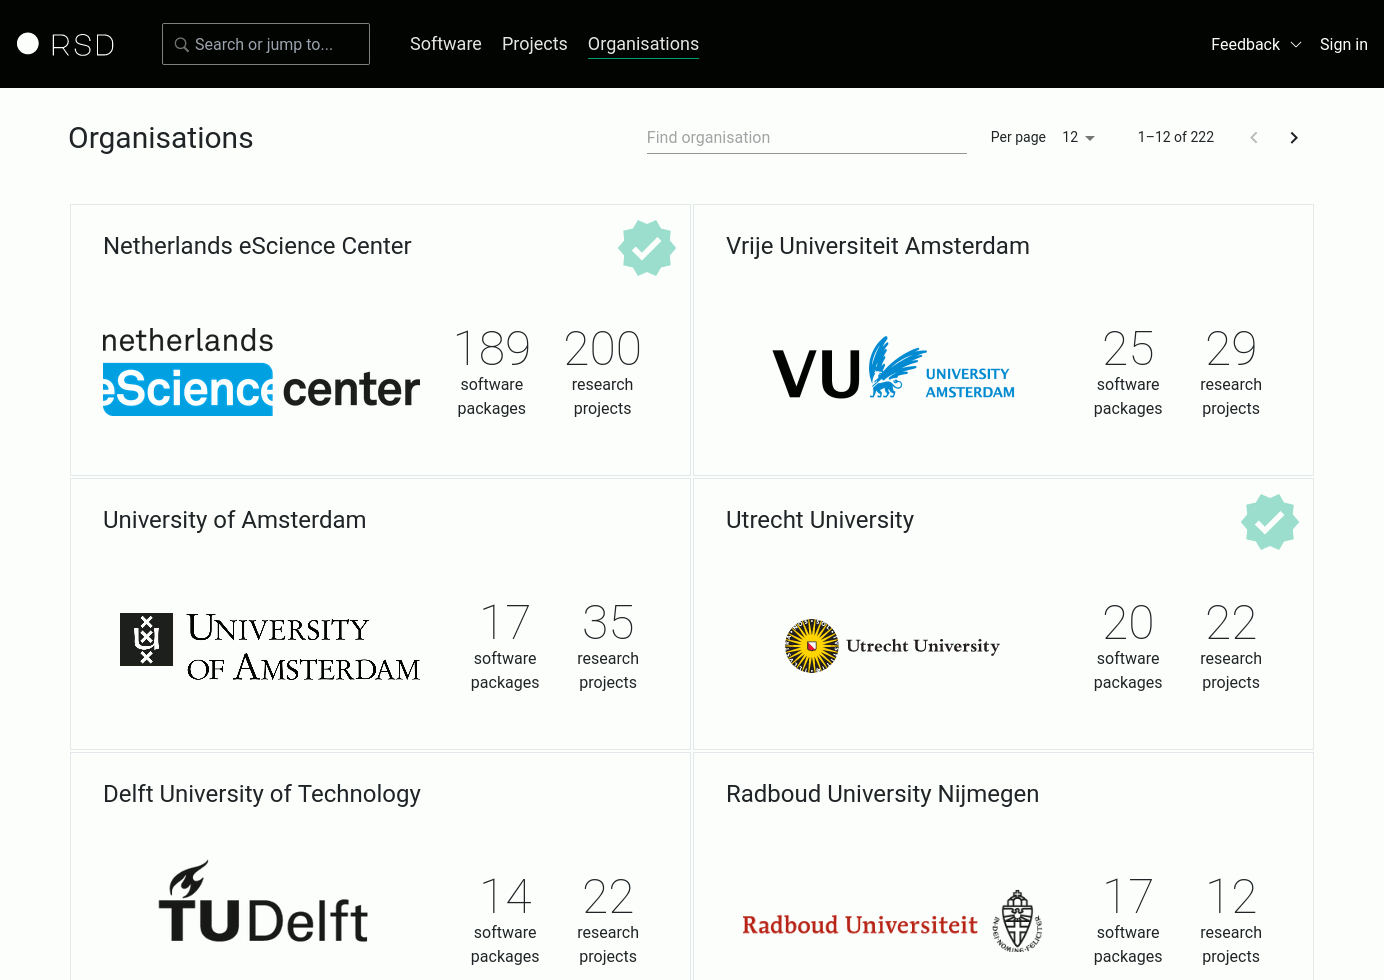 RSD
Search or jump to...
Software
Projects
Organisations
Feedback
Sign in
Organisations
Find organisation
Per page
12
1–12 of 222
Netherlands eScience Center
netherlands
eScience center
189
software
packages
200
research
projects
Vrije Universiteit Amsterdam
VU
UNIVERSITY
AMSTERDAM
25
software
packages
29
research
projects
University of Amsterdam
UNIVERSITY
OF AMSTERDAM
17
software
packages
35
research
projects
Utrecht University
Utrecht University
20
software
packages
22
research
projects
Delft University of Technology
TUDelft
14
software
packages
22
research
projects
Radboud University Nijmegen
Radboud Universiteit
17
software
packages
12
research
projects